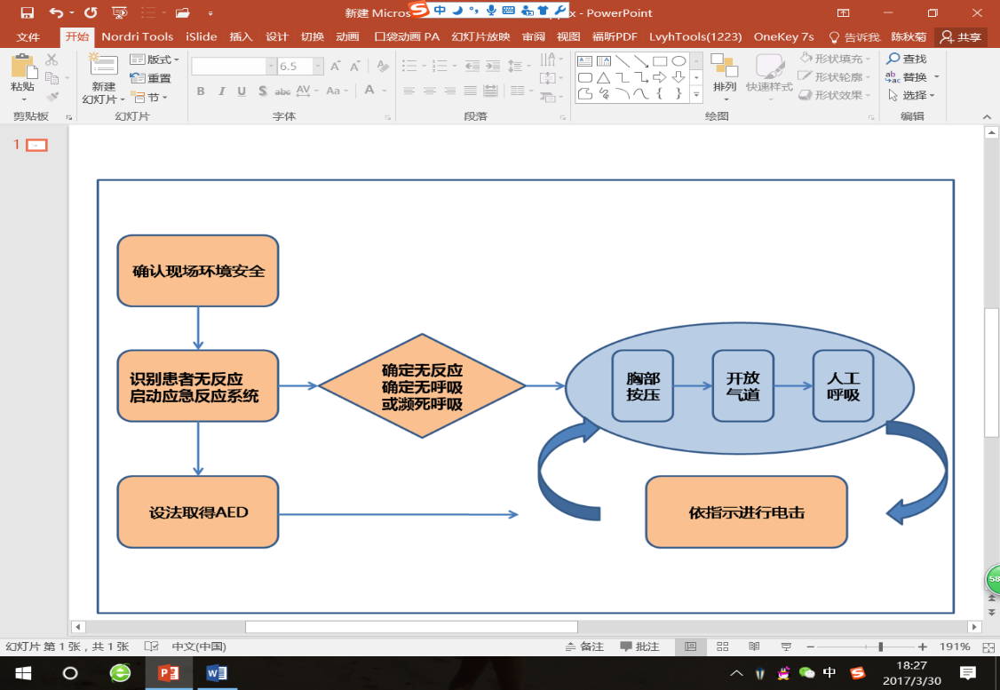 新建 Micros
中
x - PowerPoint
文件
开始
Nordri Tools
iSlide
插入
设计
切换
动画
口袋动画 PA
幻灯片放映
审阅
视图
福昕PDF
LvyhTools(1223)
OneKey 7s
告诉我
陈秋菊
共享
粘贴
剪贴板
新建
幻灯片
版式
重置
节
幻灯片
6.5
B I U S abc AV Aa A
字体
段落
排列
快速样式
形状填充
形状轮廓
形状效果
绘图
查找
替换
选择
编辑
1
确认现场环境安全
识别患者无反应
启动应急反应系统
确定无反应
确定无呼吸
或濒死呼吸
胸部
按压
开放
气道
人工
呼吸
设法取得AED
依指示进行电击
58
幻灯片 第 1 张，共 1 张
中文(中国)
备注
批注
191%
中
18:27
2017/3/30